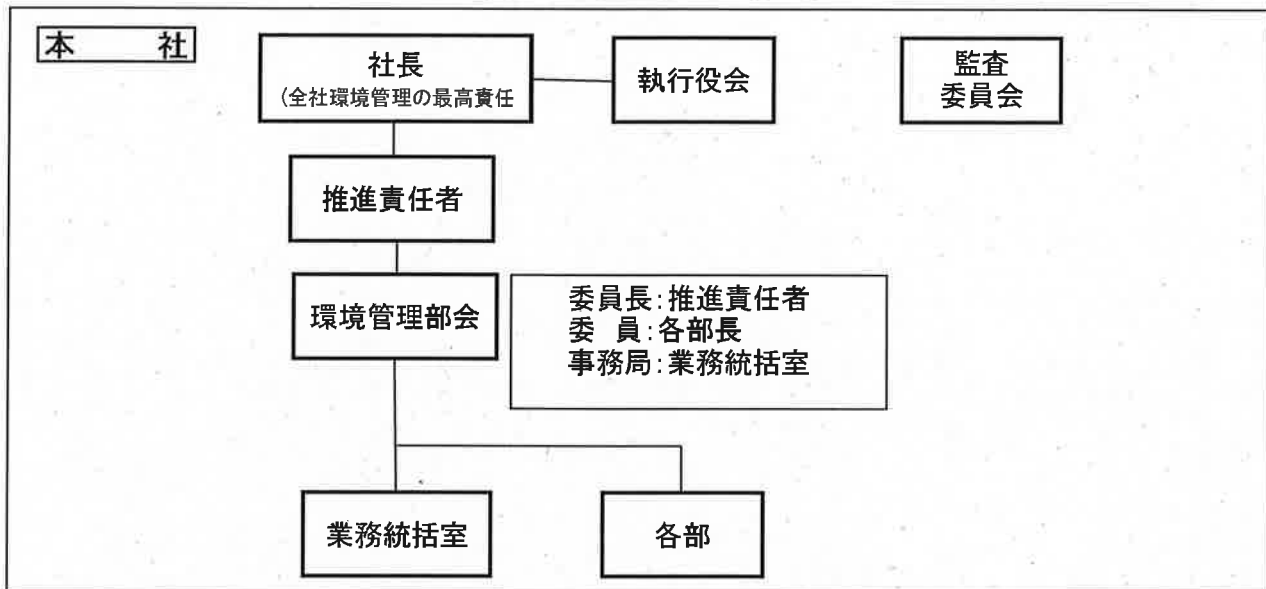 本　社
社長
(全社環境管理の最高責任
執行役会
監査
委員会
推進責任者
環境管理部会
委員長:推進責任者
委　員:各部長
事務局:業務統括室
業務統括室
各部